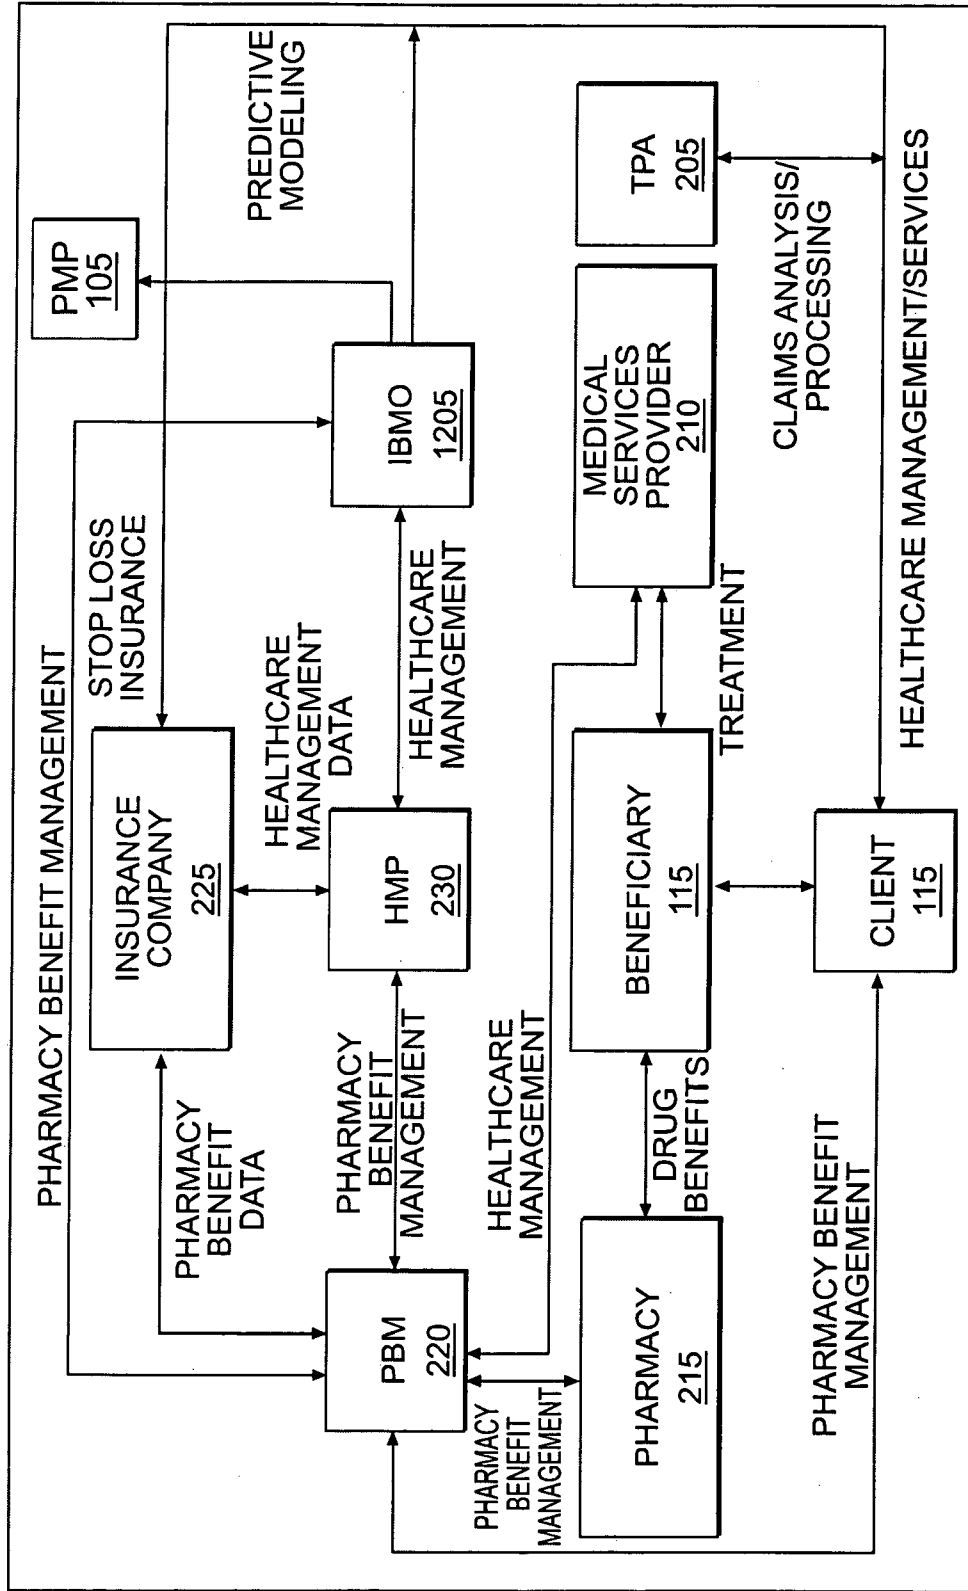 PHARMACY BENEFIT MANAGEMENT
STOP LOSS
INSURANCE
PMP
105
PREDICTIVE
MODELING
PHARMACY
BENEFIT
DATA
INSURANCE
COMPANY
225
HEALTHCARE
MANAGEMENT
DATA
PBM
220
PHARMACY
BENEFIT
MANAGEMENT
HMP
230
HEALTHCARE
MANAGEMENT
IBMO
1205
PHARMACY
BENEFIT
MANAGEMENT
HEALTHCARE
MANAGEMENT
PHARMACY
215
DRUG
BENEFITS
BENEFICIARY
115
TREATMENT
MEDICAL
SERVICES
PROVIDER
210
TPA
205
CLAIMS ANALYSIS/
PROCESSING
PHARMACY BENEFIT
MANAGEMENT
CLIENT
115
HEALTHCARE MANAGEMENT/SERVICES